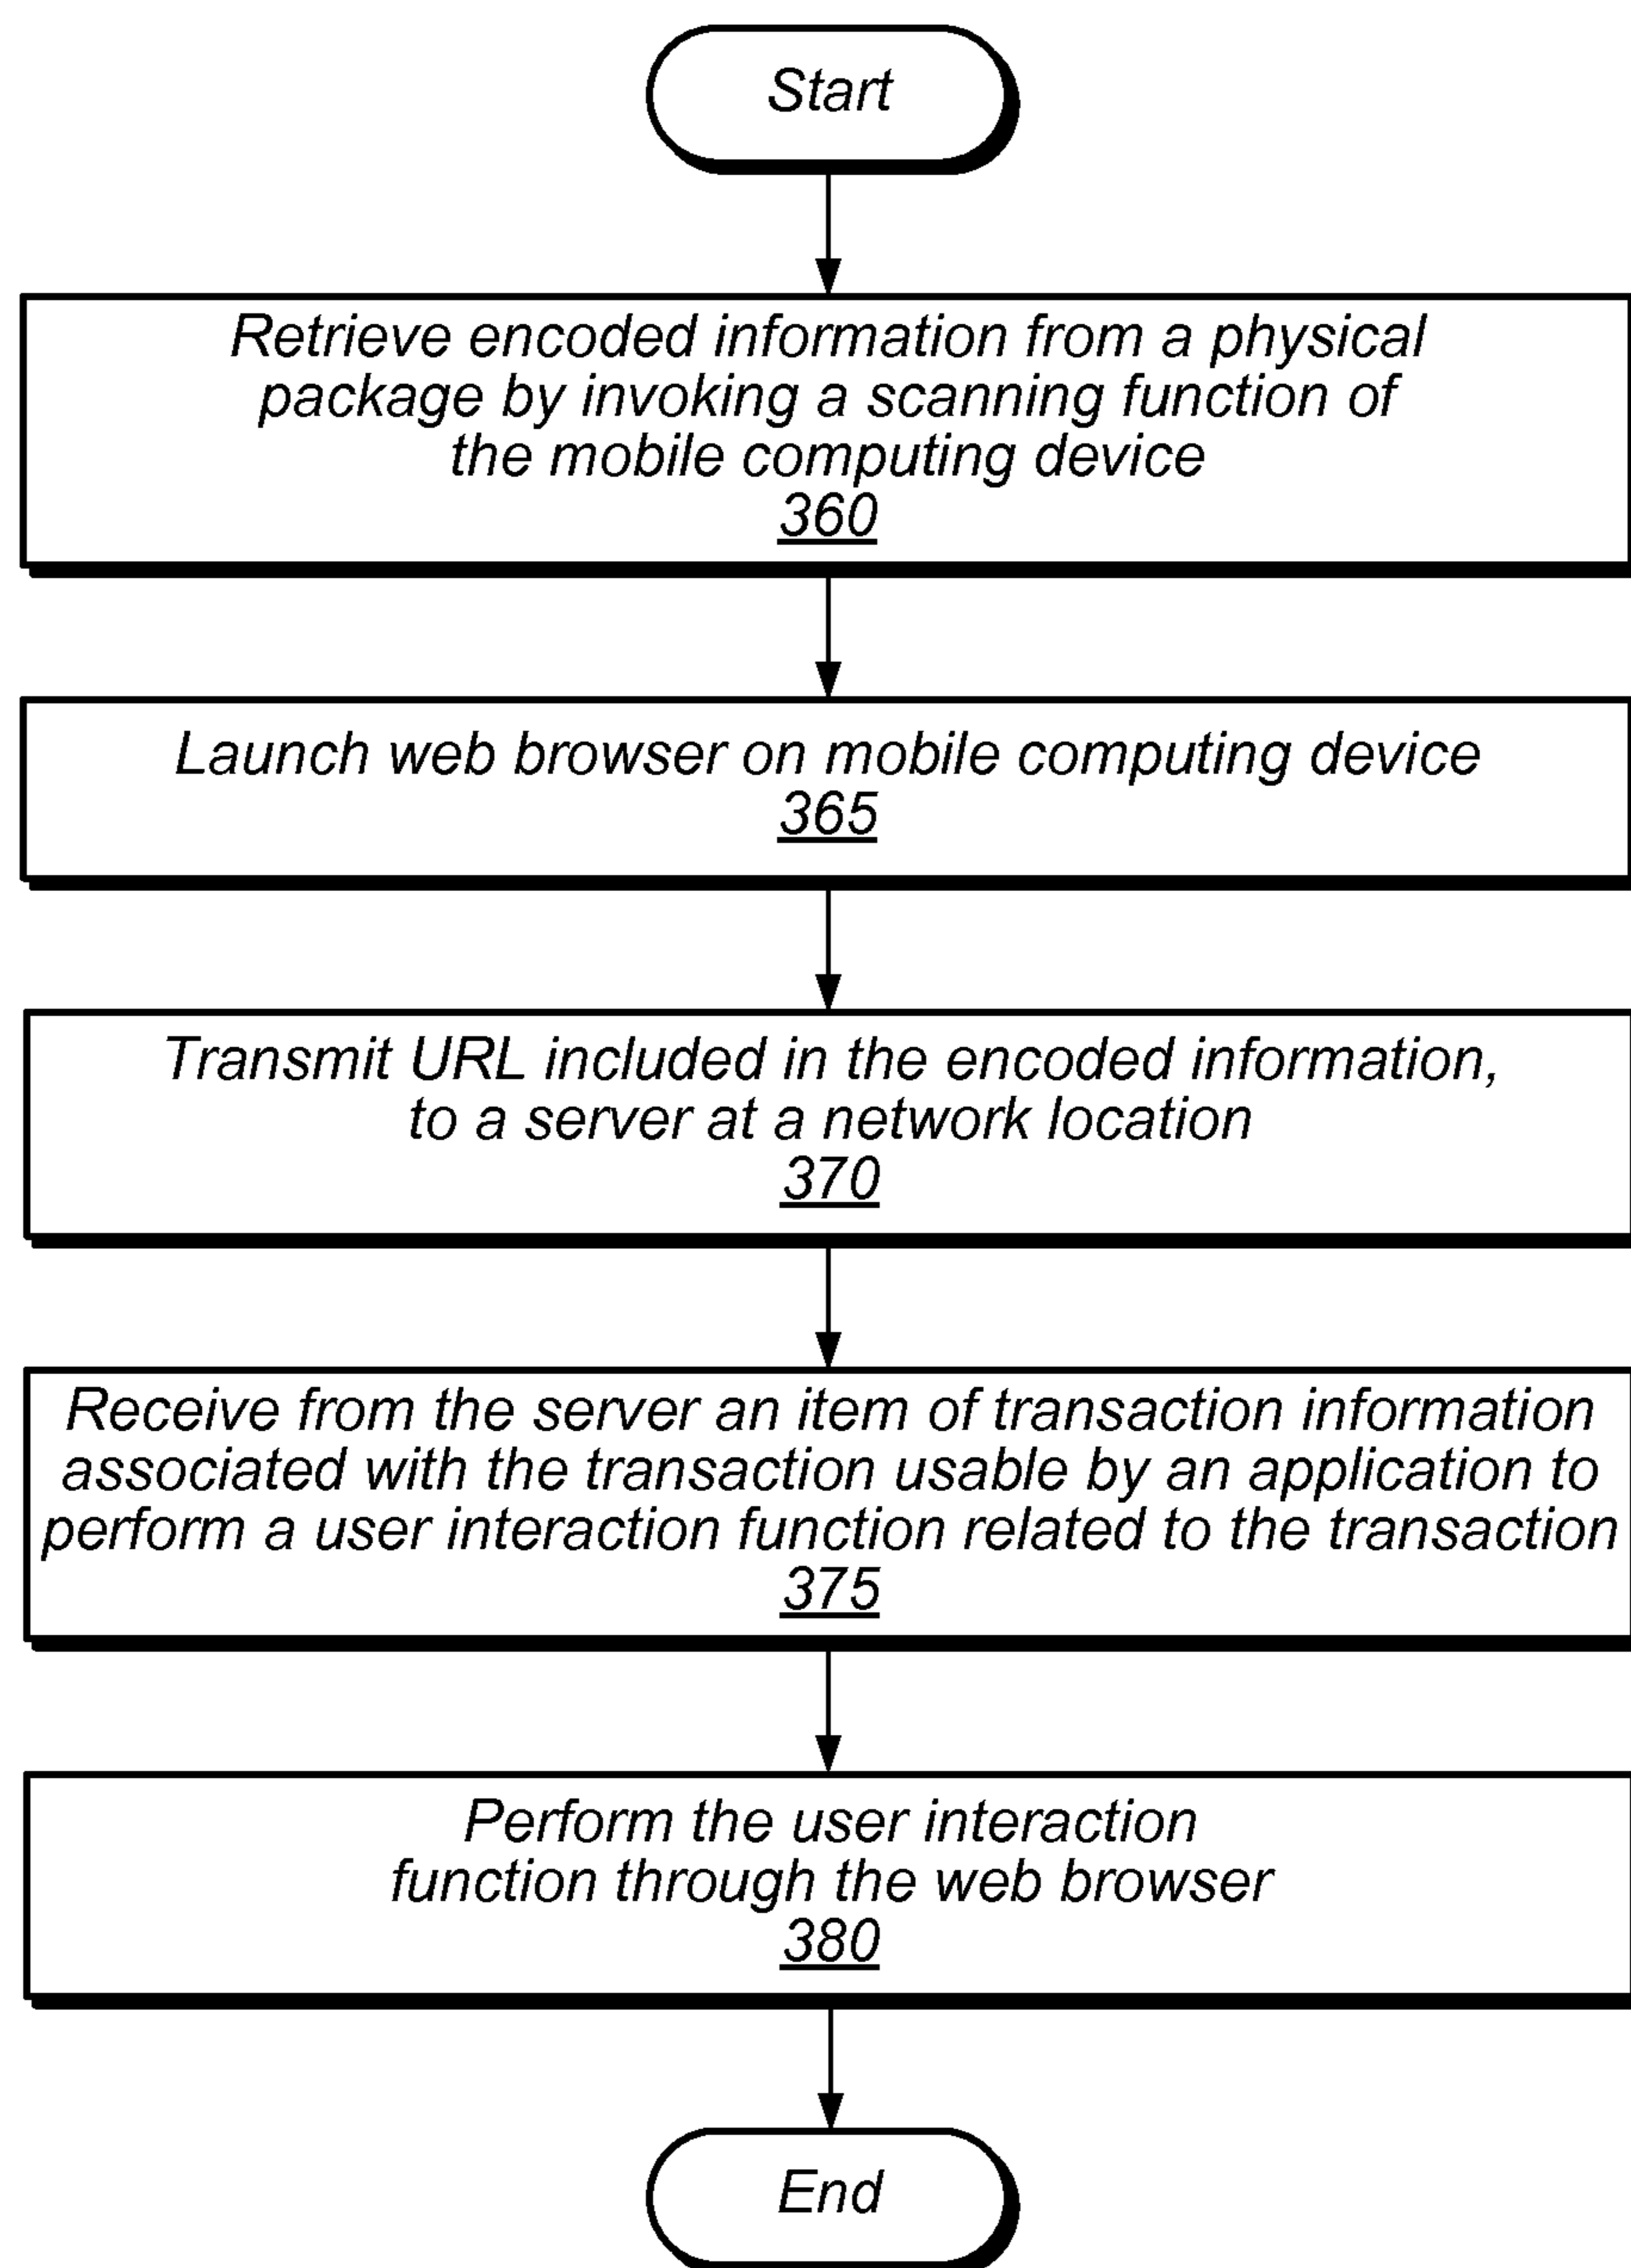 Start
Retrieve encoded information from a physical
package by invoking a scanning function of
the mobile computing device
360
Launch web browser on mobile computing device
365
Transmit URL included in the encoded information,
to a server at a network location
370
Receive from the server an item of transaction information
associated with the transaction usable by an application to
perform a user interaction function related to the transaction
375
Perform the user interaction
function through the web browser
380
End